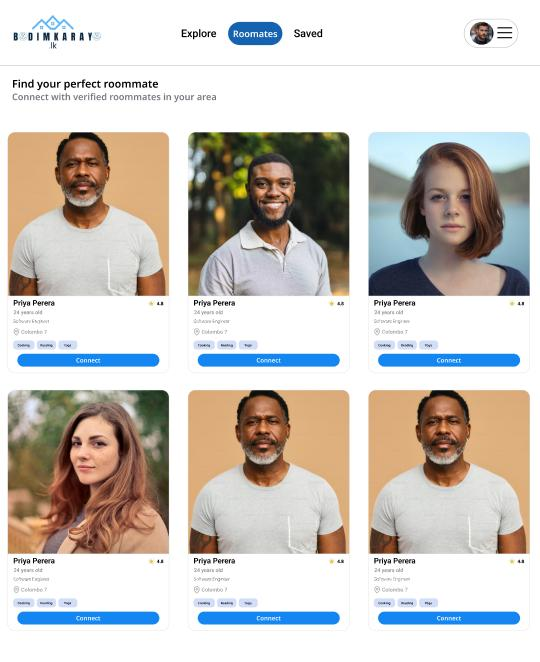 BODIMKARAYO
.lk
Explore Roomates Saved
Find your perfect roommate
Connect with verified roommates in your area
Priya Perera 4.8
24 years old
Software Engineer
Colombo 7
Cooking Reading Yoga
Connect
Priya Perera 4.8
24 years old
Software Engineer
Colombo 7
Cooking Reading Yoga
Connect
Priya Perera 4.8
24 years old
Software Engineer
Colombo 7
Cooking Reading Yoga
Connect
Priya Perera 4.8
24 years old
Software Engineer
Colombo 7
Cooking Reading Yoga
Connect
Priya Perera 4.8
24 years old
Software Engineer
Colombo 7
Cooking Reading Yoga
Connect
Priya Perera 4.8
24 years old
Software Engineer
Colombo 7
Cooking Reading Yoga
Connect